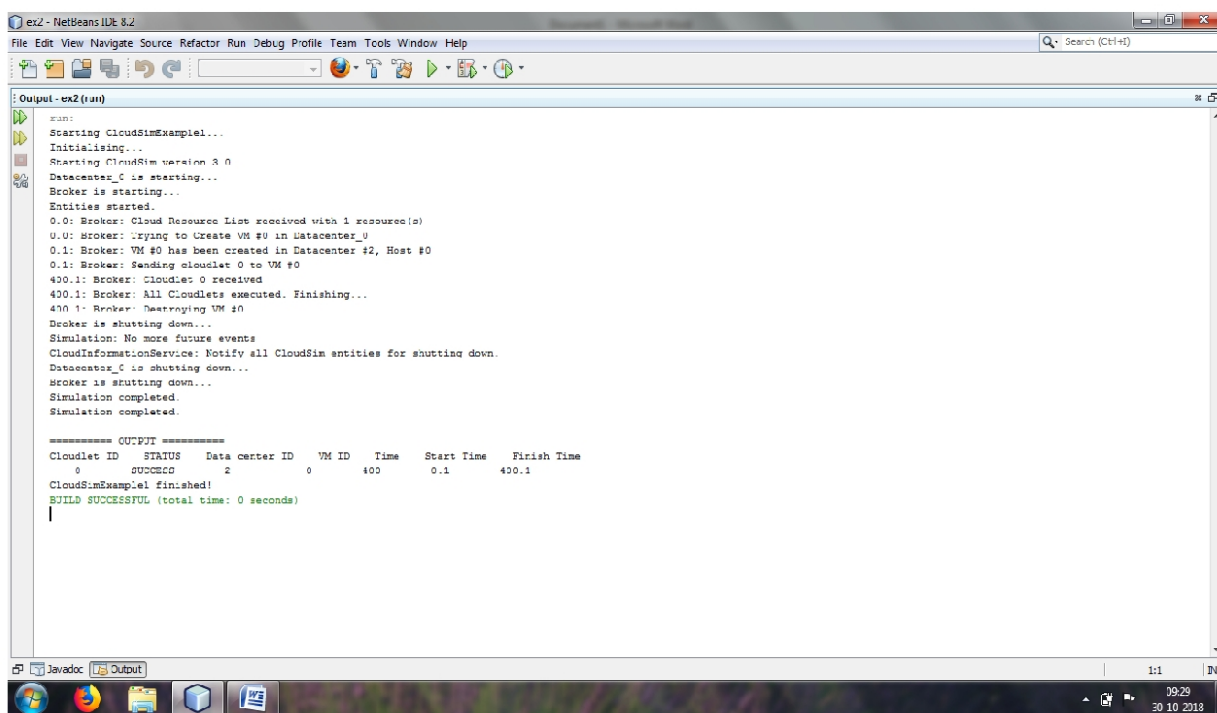 ex2 - NetBeans IDE 8.2
File Edit View Navigate Source Refactor Run Debug Profile Team Tools Window Help
Search (Ctrl+I)
Output - ex2 (run)
run:
Starting CloudSimExample1...
Initialising...
Starting CloudSim version 3.0
Datacenter_0 is starting...
Broker is starting...
Entities started.
0.0: Broker: Cloud Resource List received with 1 resource(s)
0.0: Broker: Trying to Create VM #0 in Datacenter_0
0.1: Broker: VM #0 has been created in Datacenter #2, Host #0
0.1: Broker: Sending cloudlet 0 to VM #0
400.1: Broker: Cloudlet 0 received
400.1: Broker: All Cloudlets executed. Finishing...
400.1: Broker: Destroying VM #0
Broker is shutting down...
Simulation: No more future events
CloudInformationService: Notify all CloudSim entities for shutting down.
Datacenter_0 is shutting down...
Broker is shutting down...
Simulation completed.
Simulation completed.
========== OUTPUT ==========
Cloudlet ID STATUS Data center ID VM ID Time Start Time Finish Time
0 SUCCESS 2 0 400 0.1 400.1
CloudSimExample1 finished!
BUILD SUCCESSFUL (total time: 0 seconds)
Javadoc Output
1:1
09:29
30-10-2018